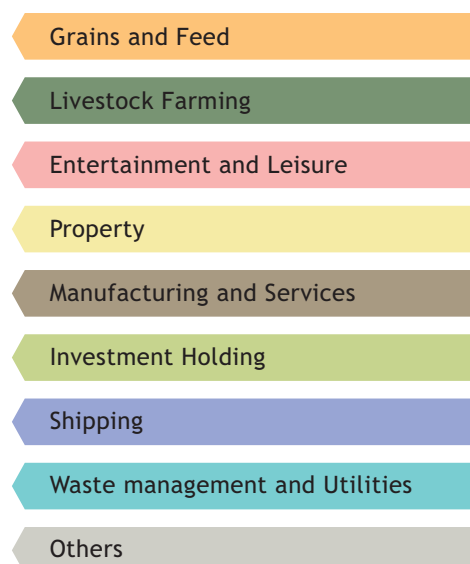 Grains and Feed
Livestock Farming
Entertainment and Leisure
Property
Manufacturing and Services
Investment Holding
Shipping
Waste management and Utilities
Others